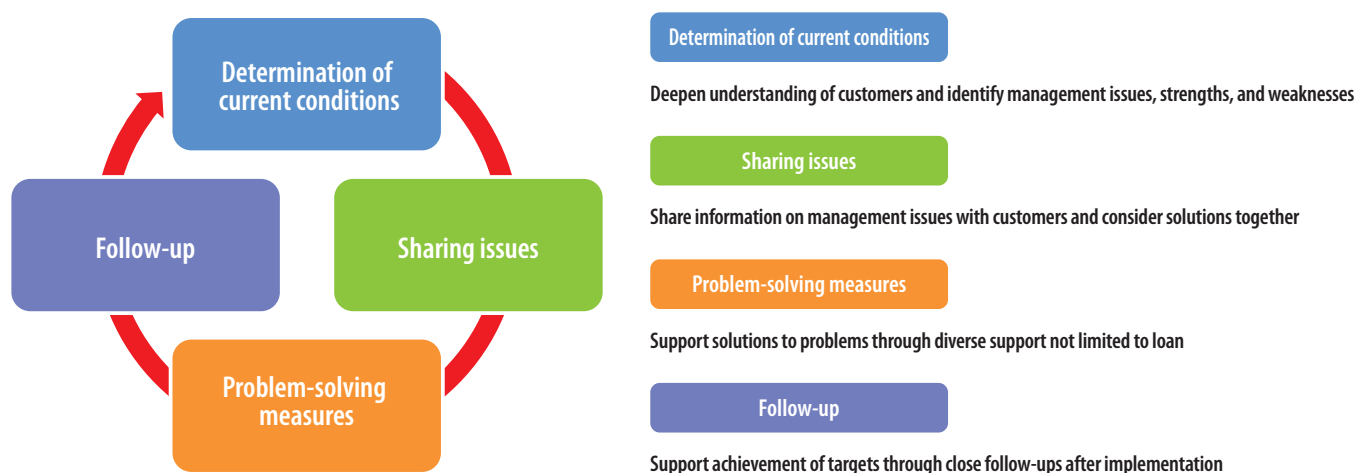 Determination of
current conditions
Follow-up
Sharing issues
Problem-solving
measures
Determination of current conditions
Deepen understanding of customers and identify management issues, strengths, and weaknesses
Sharing issues
Share information on management issues with customers and consider solutions together
Problem-solving measures
Support solutions to problems through diverse support not limited to loan
Follow-up
Support achievement of targets through close follow-ups after implementation